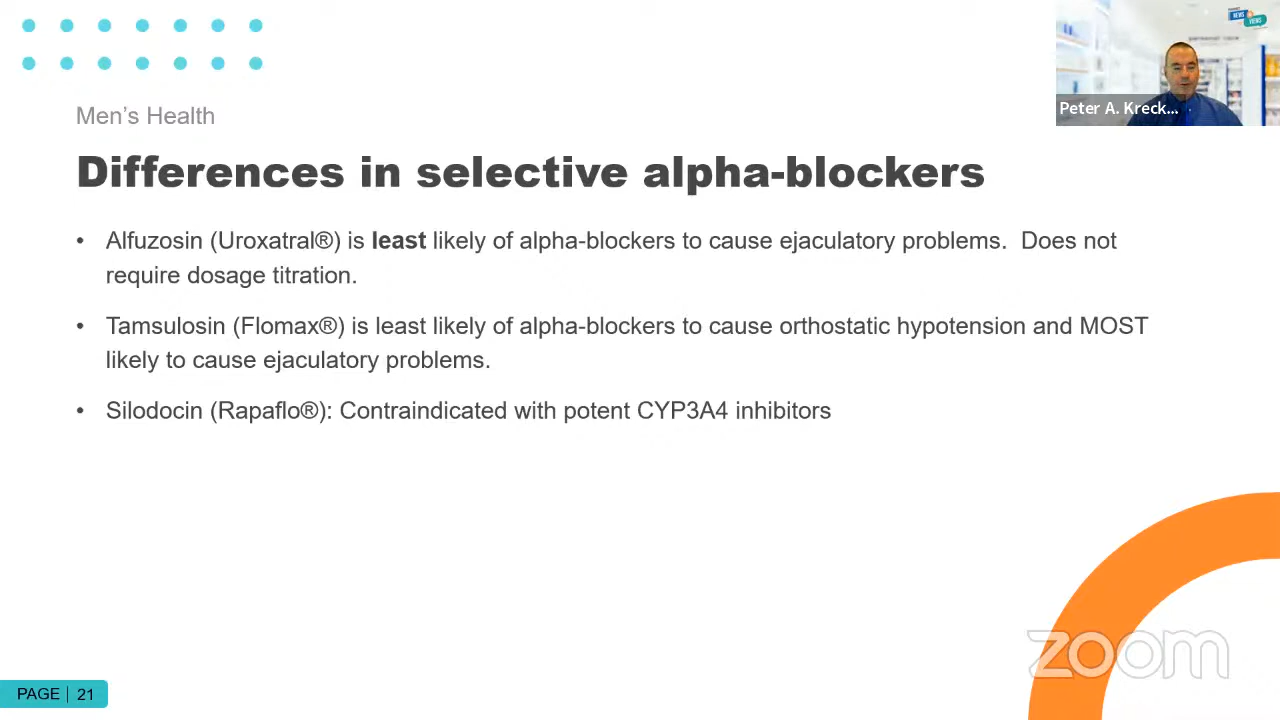 NEWS
VIEWS
Peter A. Kreck...
Men's Health
Differences in selective alpha-blockers
• Alfuzosin (Uroxatral®) is least likely of alpha-blockers to cause ejaculatory problems.  Does not
require dosage titration.
• Tamsulosin (Flomax®) is least likely of alpha-blockers to cause orthostatic hypotension and MOST
likely to cause ejaculatory problems.
• Silodocin (Rapaflo®): Contraindicated with potent CYP3A4 inhibitors
zoom
PAGE | 21